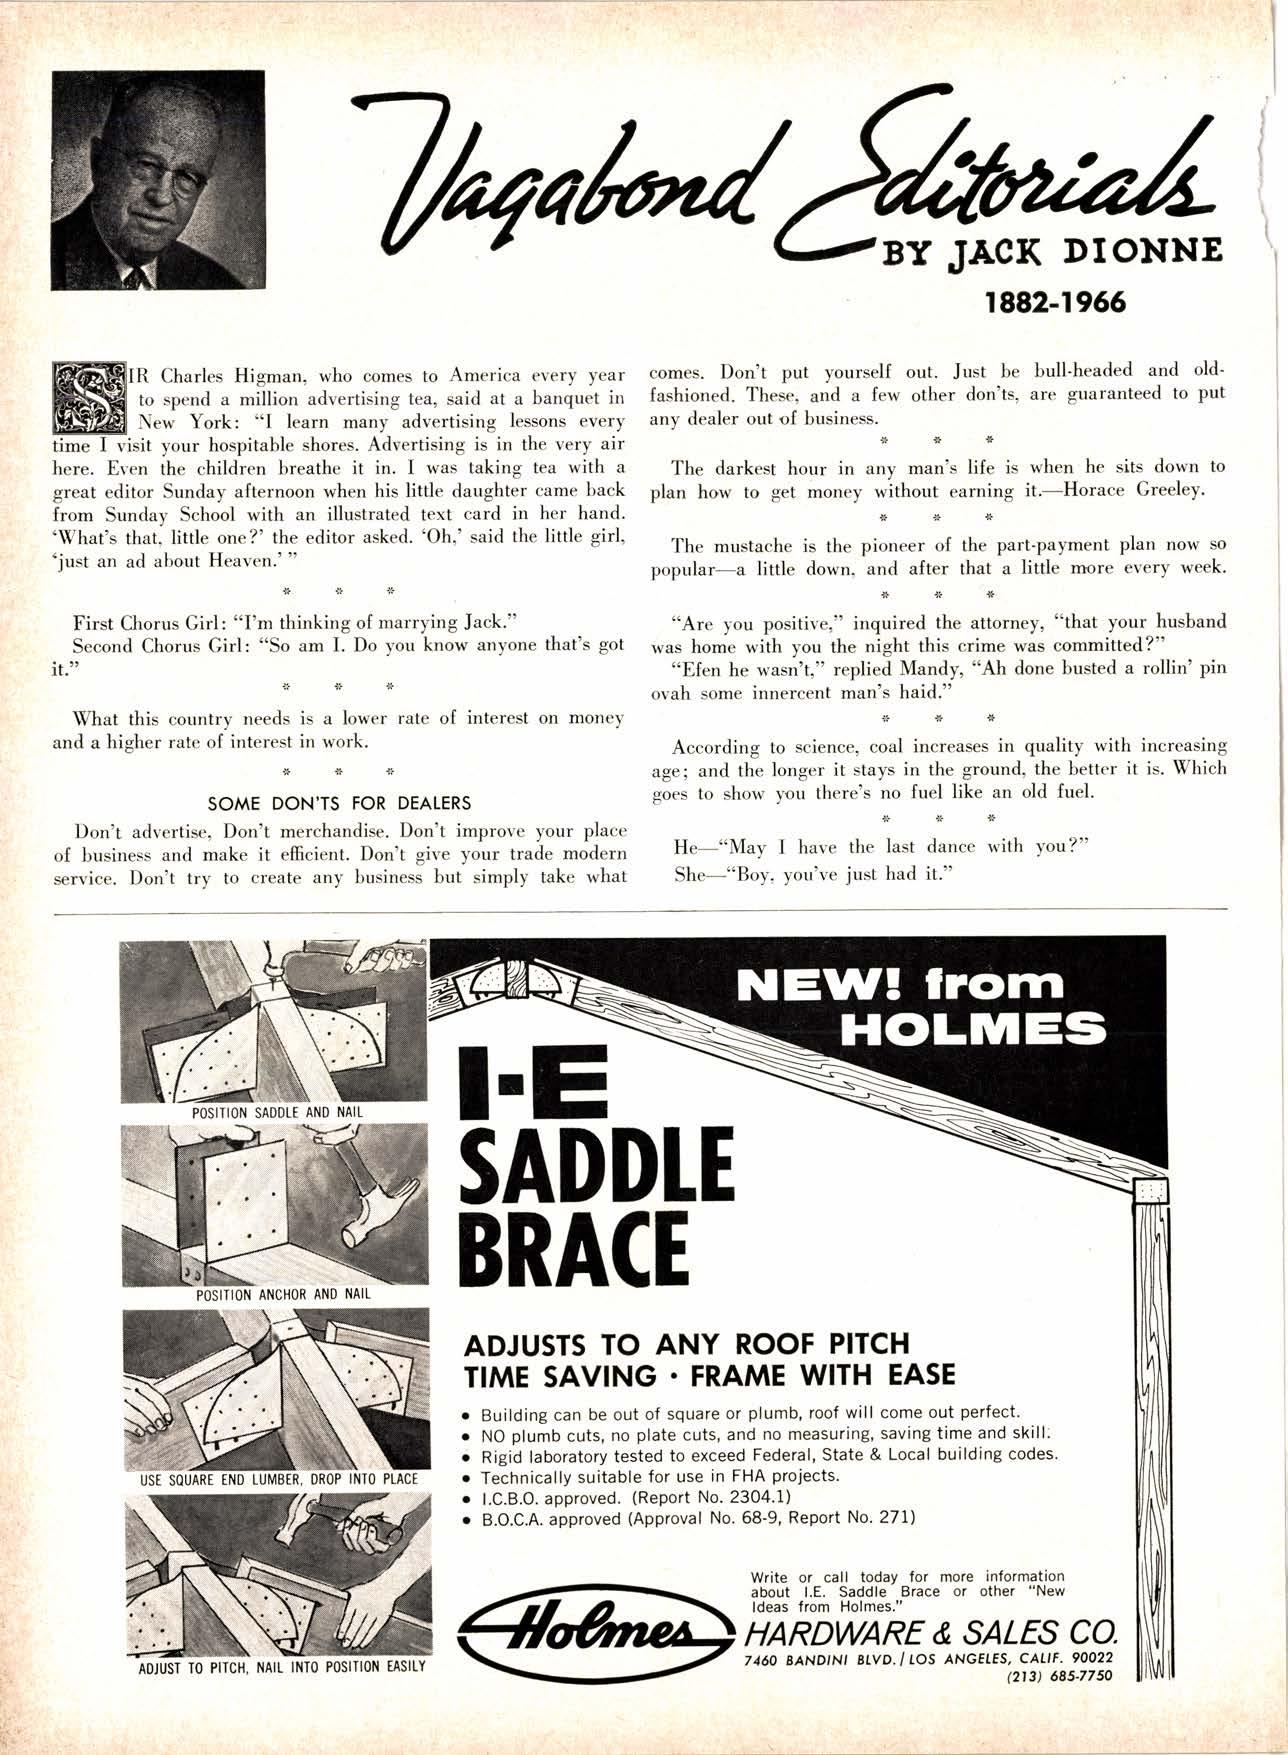 Vagabond Editorials
BY JACK DIONNE
1882-1966
SIR Charles Higman, who comes to America every year
to spend a million advertising tea, said at a banquet in
New York: “I learn many advertising lessons every
time I visit your hospitable shores. Advertising is in the very air
here. Even the children breathe it in. I was taking tea with a
great editor Sunday afternoon when his little daughter came back
from Sunday School with an illustrated text card in her hand.
‘What’s that, little one?’ the editor asked. ‘Oh,’ said the little girl,
‘just an ad about Heaven.’ ”
* * *
First Chorus Girl: “I’m thinking of marrying Jack.”
Second Chorus Girl: “So am I. Do you know anyone that’s got
it.”
* * *
What this country needs is a lower rate of interest on money
and a higher rate of interest in work.
* * *
SOME DON’TS FOR DEALERS
Don’t advertise, Don’t merchandise. Don’t improve your place
of business and make it efficient. Don’t give your trade modern
service. Don’t try to create any business but simply take what
comes. Don’t put yourself out. Just be bull-headed and old-
fashioned. These, and a few other don’ts, are guaranteed to put
any dealer out of business.
* * *
The darkest hour in any man’s life is when he sits down to
plan how to get money without earning it.—Horace Greeley.
* * *
The mustache is the pioneer of the part-payment plan now so
popular—a little down, and after that a little more every week.
* * *
“Are you positive,” inquired the attorney, “that your husband
was home with you the night this crime was committed?”
“Efen he wasn’t,” replied Mandy, “Ah done busted a rollin’ pin
ovah some innercent man’s haid.”
* * *
According to science, coal increases in quality with increasing
age; and the longer it stays in the ground, the better it is. Which
goes to show you there’s no fuel like an old fuel.
* * *
He—“May I have the last dance with you?”
She—“Boy, you’ve just had it.”
POSITION SADDLE AND NAIL
POSITION ANCHOR AND NAIL
USE SQUARE END LUMBER, DROP INTO PLACE
ADJUST TO PITCH, NAIL INTO POSITION EASILY
NEW! from
HOLMES
I-E
SADDLE
BRACE
ADJUSTS TO ANY ROOF PITCH
TIME SAVING • FRAME WITH EASE
• Building can be out of square or plumb, roof will come out perfect.
• NO plumb cuts, no plate cuts, and no measuring, saving time and skill.
• Rigid laboratory tested to exceed Federal, State & Local building codes.
• Technically suitable for use in FHA projects.
• I.C.B.O. approved. (Report No. 2304.1)
• B.O.C.A. approved (Approval No. 68-9, Report No. 271)
Write or call today for more information
about I.E. Saddle Brace or other “New
Ideas from Holmes.”
Holmes
HARDWARE & SALES CO.
7460 BANDINI BLVD. / LOS ANGELES, CALIF. 90022
(213) 685-7750